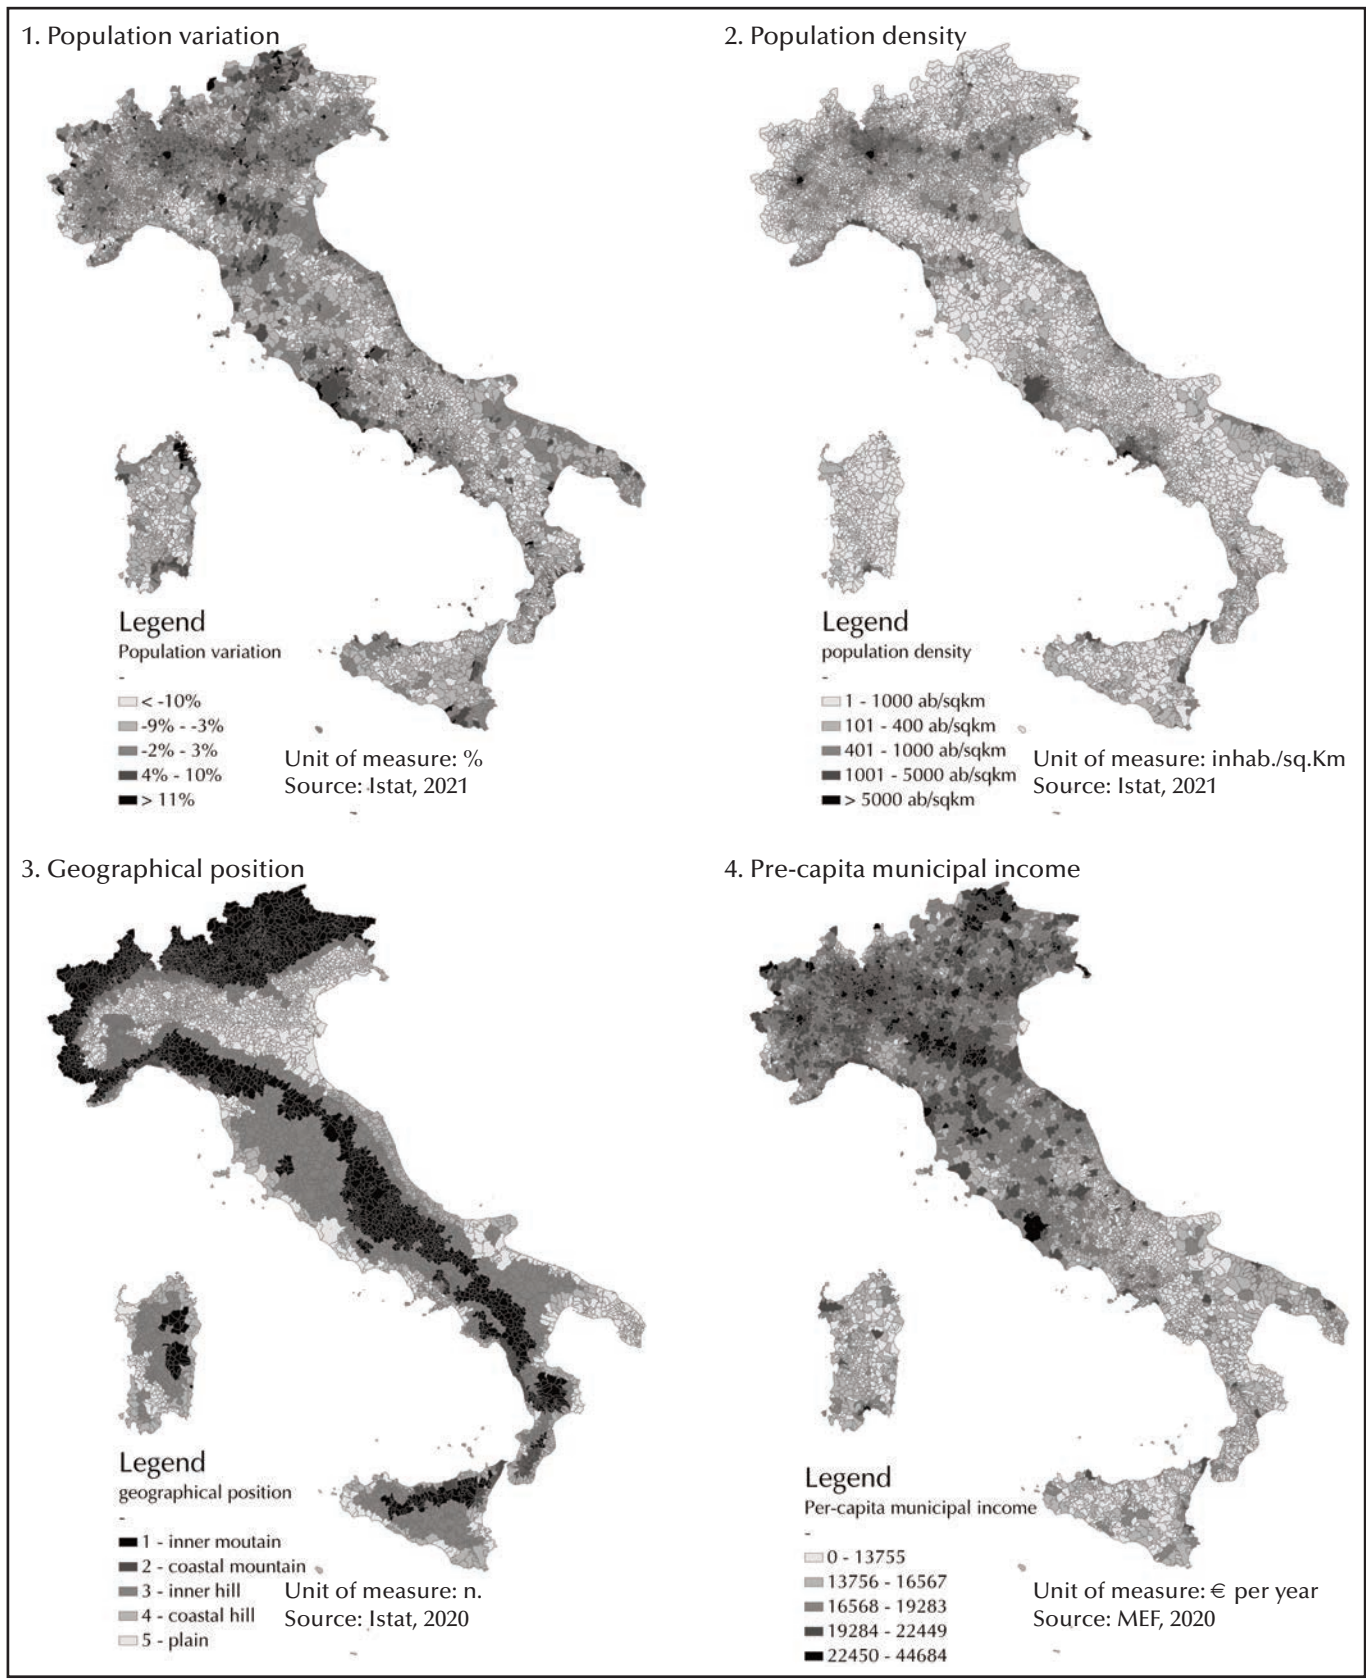 1. Population variation
Legend
Population variation
-
< -10%
-9% - -3%
-2% - 3%
4% - 10%
> 11%
Unit of measure: %
Source: Istat, 2021
2. Population density
Legend
population density
-
1 - 1000 ab/sqkm
101 - 400 ab/sqkm
401 - 1000 ab/sqkm
1001 - 5000 ab/sqkm
> 5000 ab/sqkm
Unit of measure: inhab./sq.Km
Source: Istat, 2021
3. Geographical position
Legend
geographical position
-
1 - inner moutain
2 - coastal mountain
3 - inner hill
4 - coastal hill
5 - plain
Unit of measure: n.
Source: Istat, 2020
4. Pre-capita municipal income
Legend
Per-capita municipal income
-
0 - 13755
13756 - 16567
16568 - 19283
19284 - 22449
22450 - 44684
Unit of measure: € per year
Source: MEF, 2020